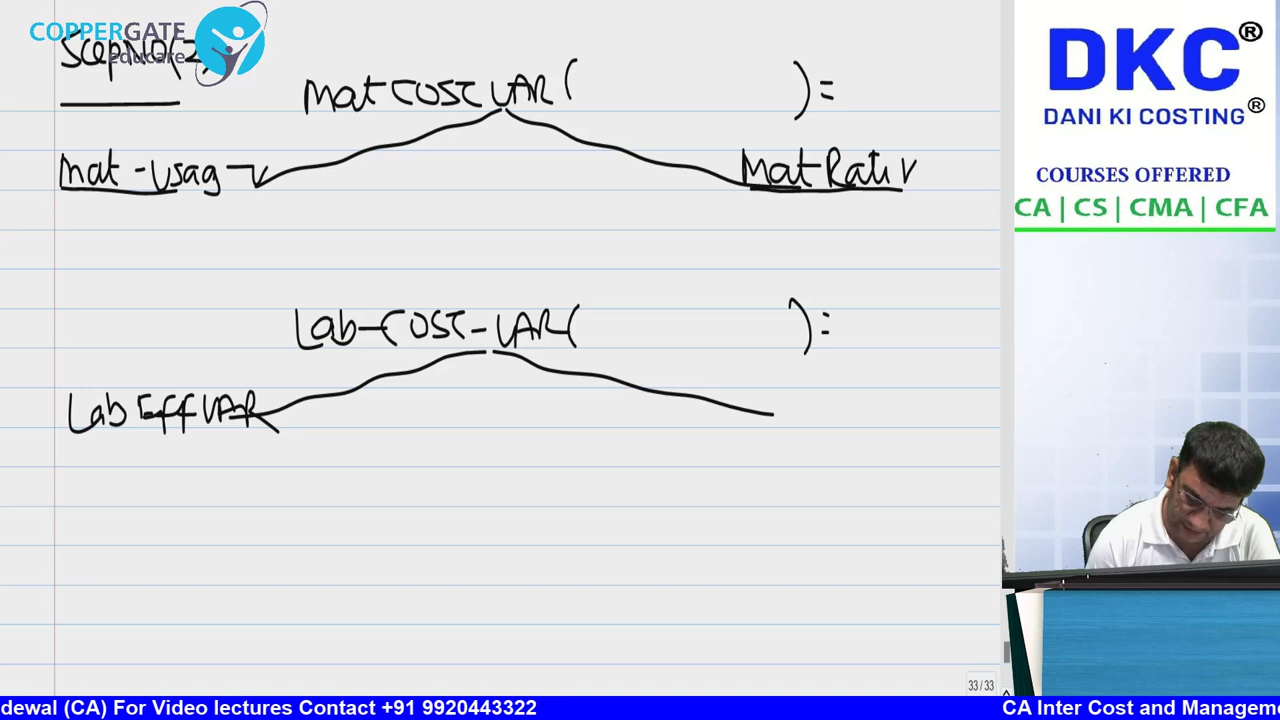 COPPERGATE
educare
Mat COST VAR ( ) =
Mat - Usag V
Mat Rate V
Lab - COST - VAR ( ) =
Lab Eff VAR
33 / 33
DKC®
DANI KI COSTING®
COURSES OFFERED
CA | CS | CMA | CFA
dewal (CA) For Video lectures Contact +91 9920443322
CA Inter Cost and Manageme